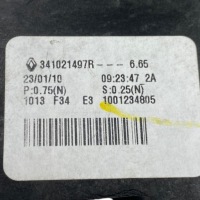 341021497R - - - 6.65
23/01/10 09:23:47 2A
P:0.75(N) S:0.25(N)
1013 F34 E3 1001234805